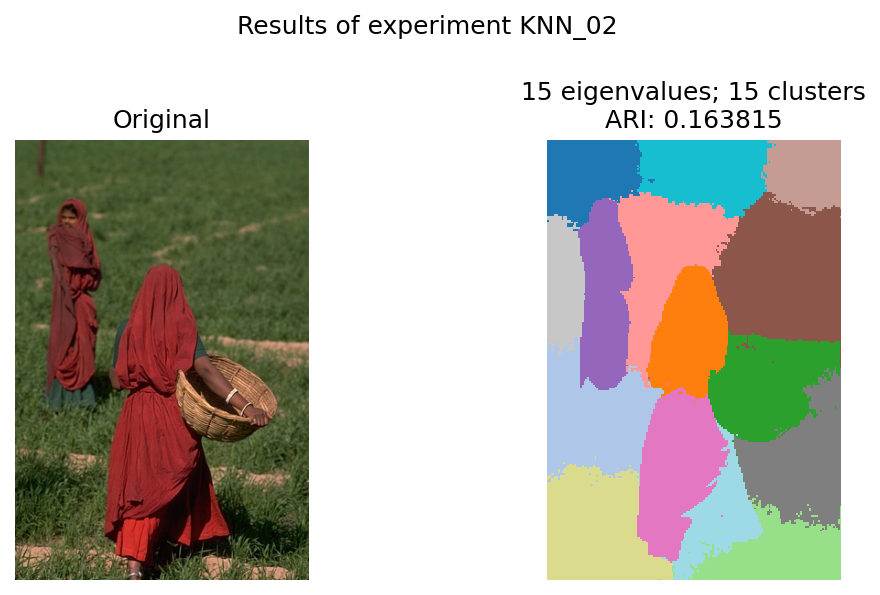 Results of experiment KNN_02
Original
15 eigenvalues; 15 clusters
ARI: 0.163815